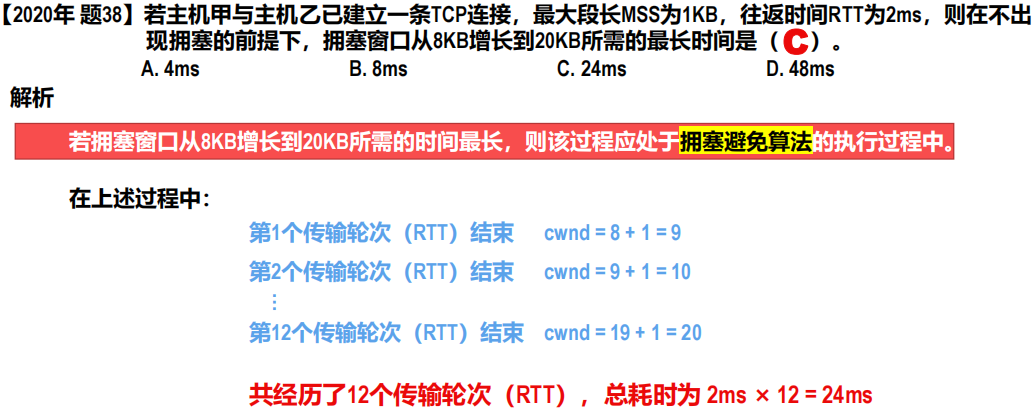 【2020年 题38】若主机甲与主机乙已建立一条TCP连接，最大段长MSS为1KB，往返时间RTT为2ms，则在不出
现拥塞的前提下，拥塞窗口从8KB增长到20KB所需的最长时间是（ C ）。
A. 4ms B. 8ms C. 24ms D. 48ms
解析
若拥塞窗口从8KB增长到20KB所需的时间最长，则该过程应处于拥塞避免算法的执行过程中。
在上述过程中：
第1个传输轮次（RTT）结束 cwnd = 8 + 1 = 9
第2个传输轮次（RTT）结束 cwnd = 9 + 1 = 10
⋮
第12个传输轮次（RTT）结束 cwnd = 19 + 1 = 20
共经历了12个传输轮次（RTT），总耗时为 2ms × 12 = 24ms